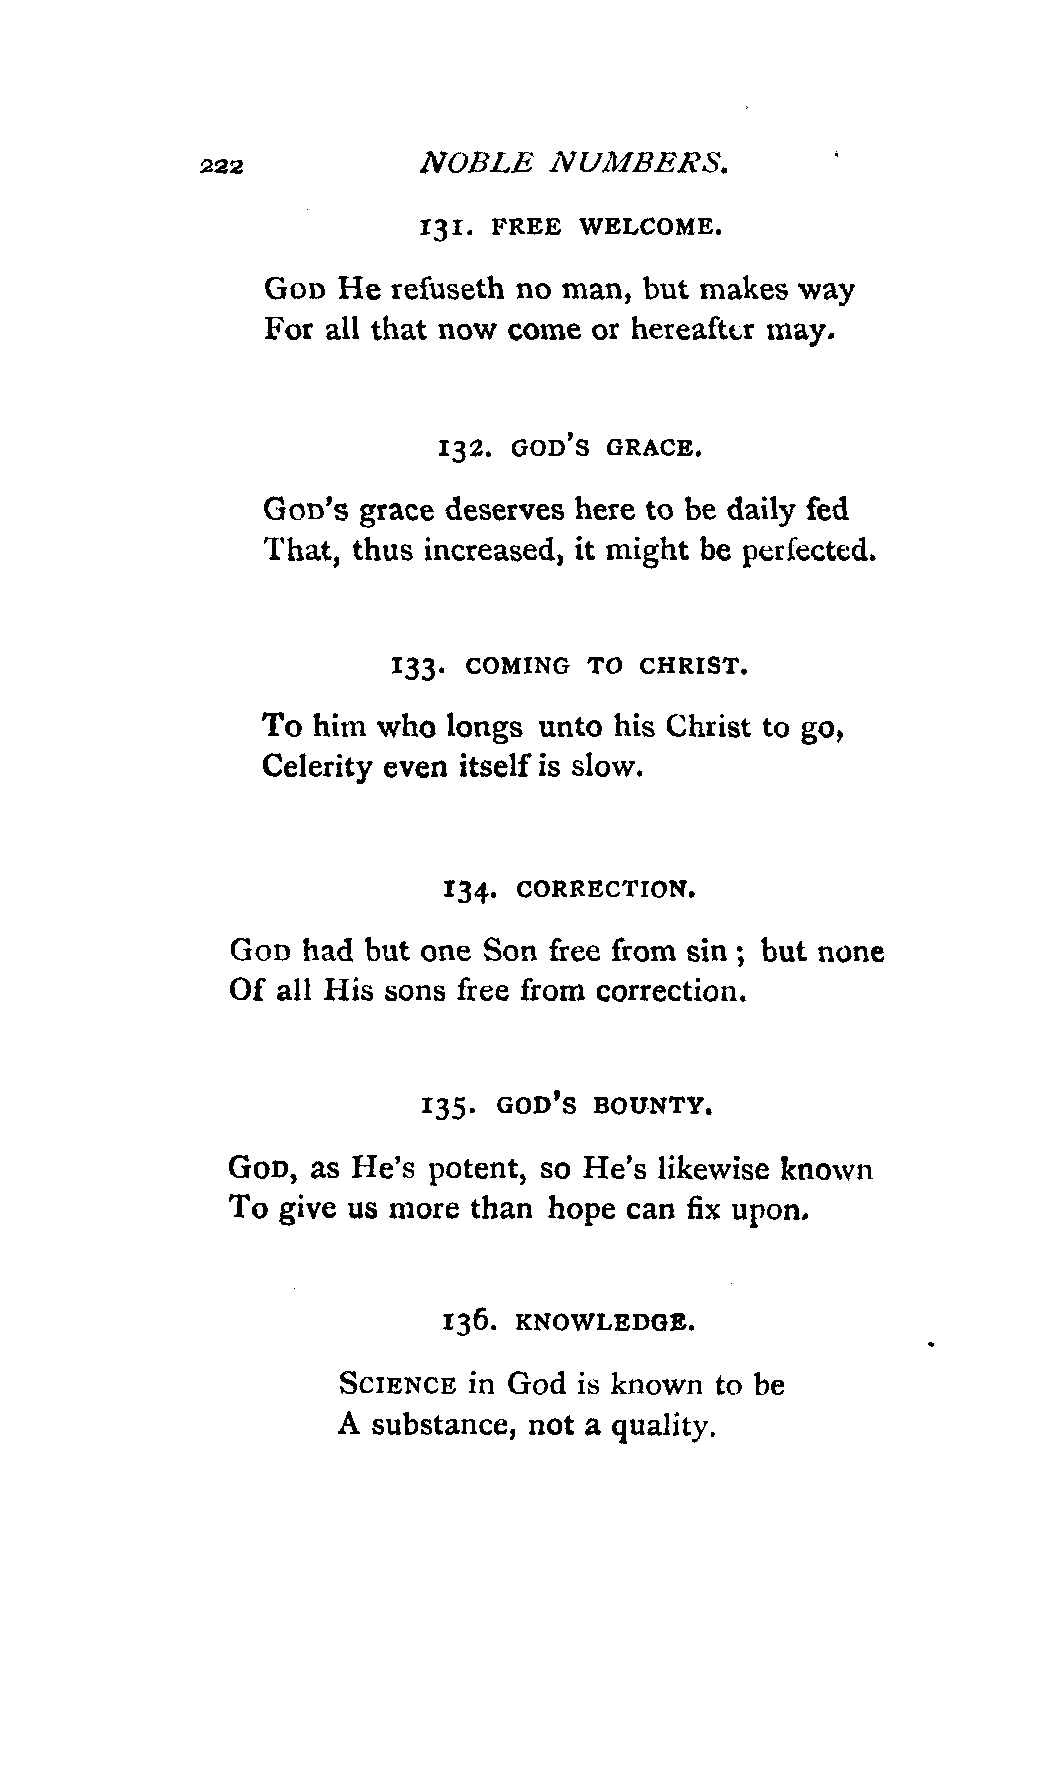 222 NOBLE NUMBERS.
131. FREE WELCOME.
GOD He refuseth no man, but makes way
For all that now come or hereafter may.
132. GOD'S GRACE.
GOD'S grace deserves here to be daily fed
That, thus increased, it might be perfected.
133. COMING TO CHRIST.
To him who longs unto his Christ to go,
Celerity even itself is slow.
134. CORRECTION.
GOD had but one Son free from sin ; but none
Of all His sons free from correction.
135. GOD'S BOUNTY.
GOD, as He's potent, so He's likewise known
To give us more than hope can fix upon.
136. KNOWLEDGE.
SCIENCE in God is known to be
A substance, not a quality.